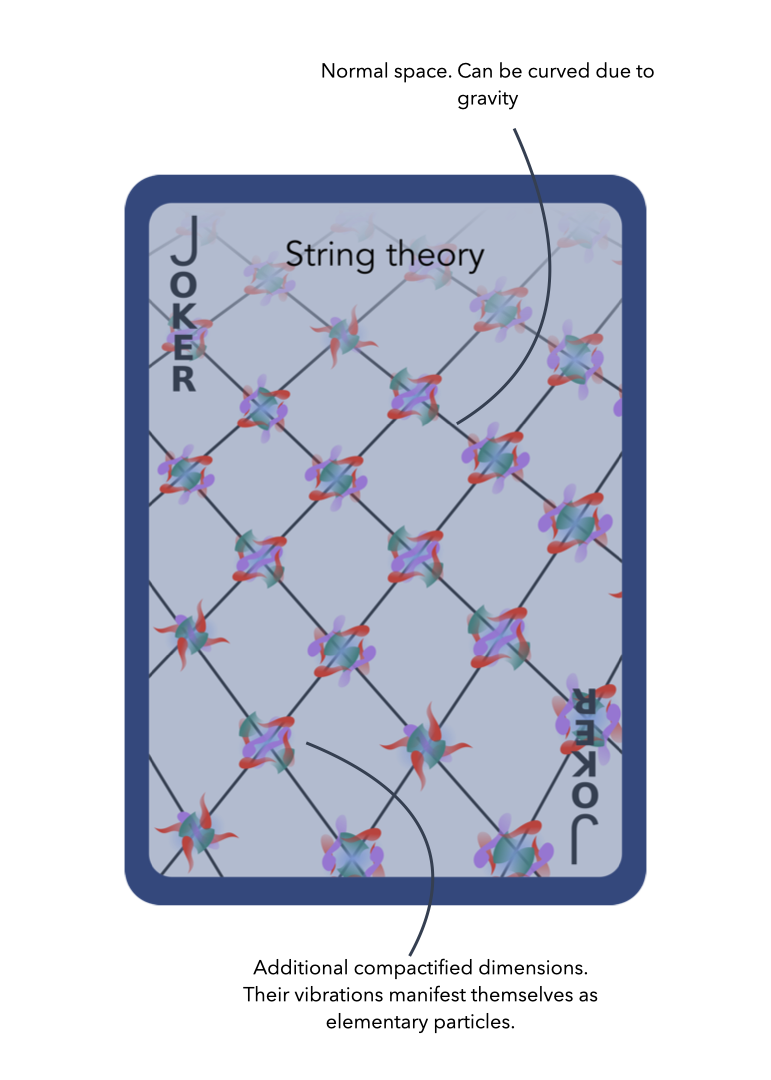 Normal space. Can be curved due to
gravity
JOKER
String theory
JOKER
Additional compactified dimensions.
Their vibrations manifest themselves as
elementary particles.